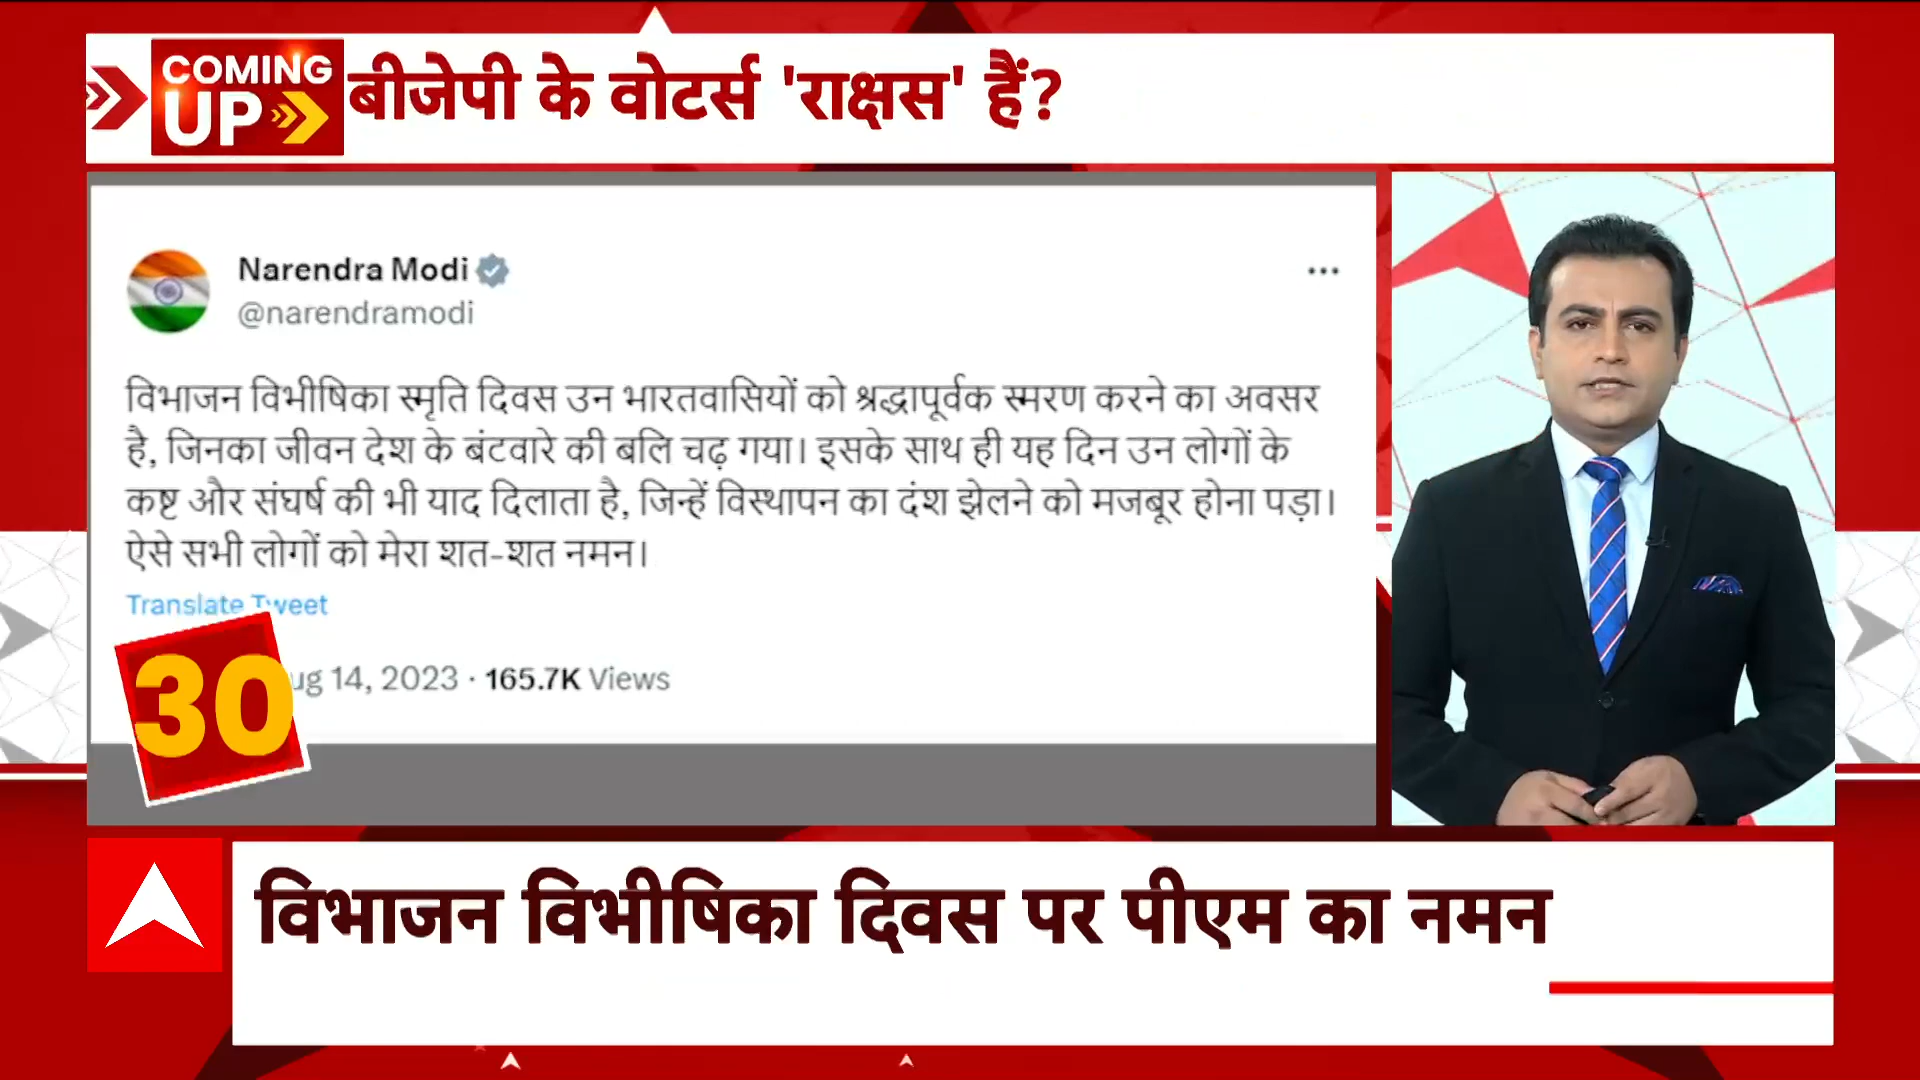 COMING
UP
बीजेपी के वोटर्स 'राक्षस' हैं?
Narendra Modi
@narendramodi
विभाजन विभीषिका स्मृति दिवस उन भारतवासियों को श्रद्धापूर्वक स्मरण करने का अवसर
है, जिनका जीवन देश के बंटवारे की बलि चढ़ गया। इसके साथ ही यह दिन उन लोगों के
कष्ट और संघर्ष की भी याद दिलाता है, जिन्हें विस्थापन का दंश झेलने को मजबूर होना पड़ा।
ऐसे सभी लोगों को मेरा शत-शत नमन।
Translate Tweet
ug 14, 2023 · 165.7K Views
30
विभाजन विभीषिका दिवस पर पीएम का नमन